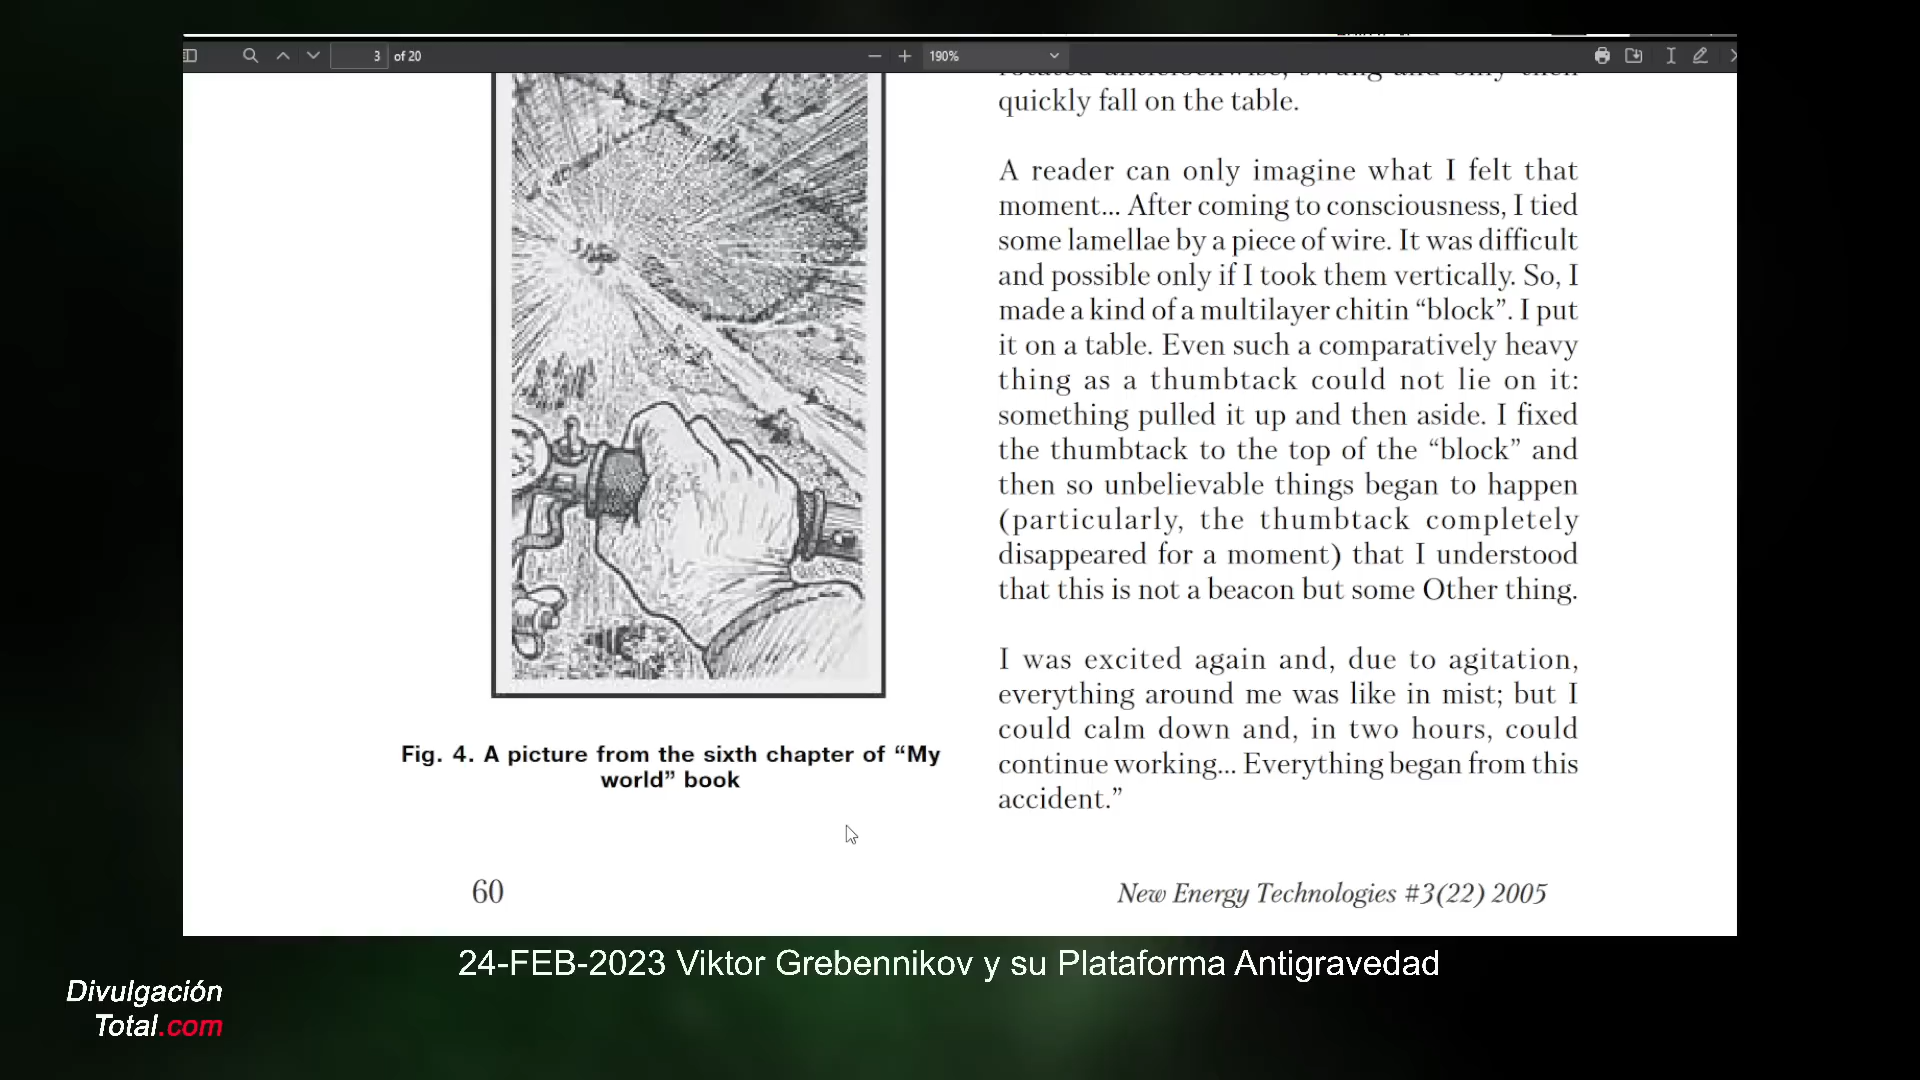 3 of 20
190%
quickly fall on the table.
A reader can only imagine what I felt that
moment... After coming to consciousness, I tied
some lamellae by a piece of wire. It was difficult
and possible only if I took them vertically. So, I
made a kind of a multilayer chitin “block”. I put
it on a table. Even such a comparatively heavy
thing as a thumbtack could not lie on it:
something pulled it up and then aside. I fixed
the thumbtack to the top of the “block” and
then so unbelievable things began to happen
(particularly, the thumbtack completely
disappeared for a moment) that I understood
that this is not a beacon but some Other thing.
I was excited again and, due to agitation,
everything around me was like in mist; but I
could calm down and, in two hours, could
continue working... Everything began from this
accident.”
Fig. 4. A picture from the sixth chapter of “My
world” book
60
New Energy Technologies #3(22) 2005
24-FEB-2023 Viktor Grebennikov y su Plataforma Antigravedad
Divulgación
Total.com